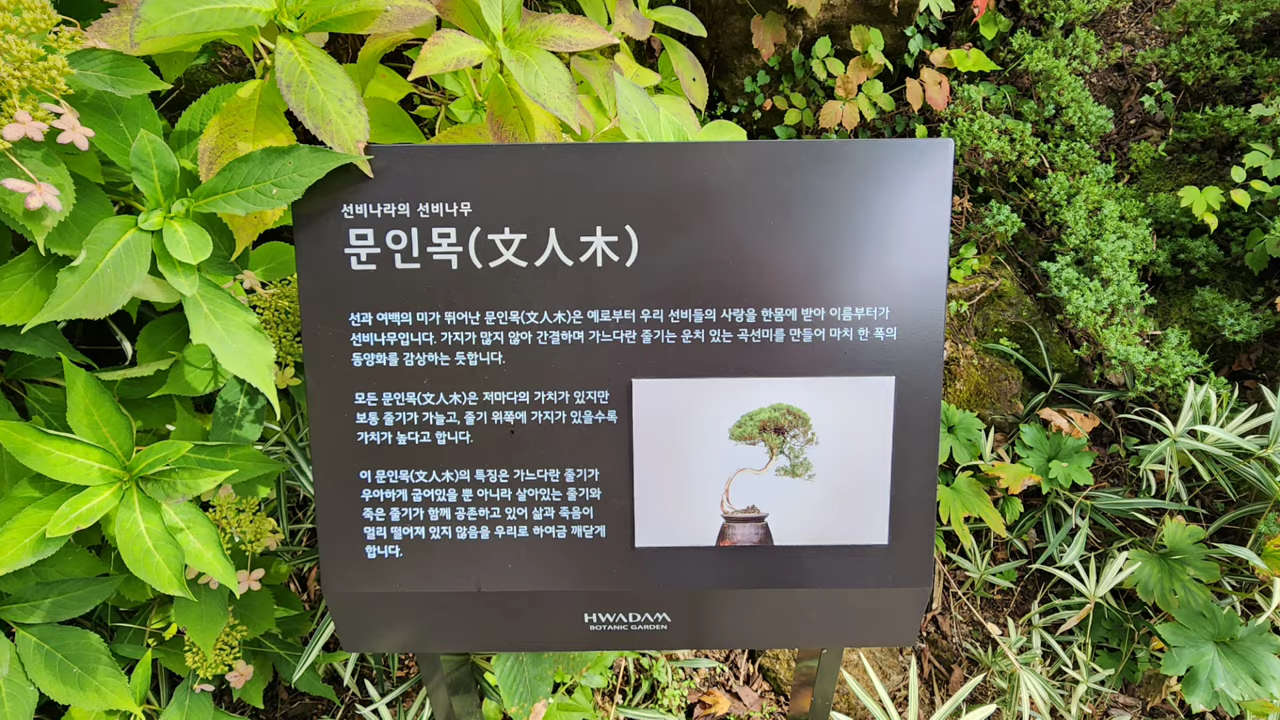 선비나라의 선비나무
문인목(文人木)
선과 여백의 미가 뛰어난 문인목(文人木)은 예로부터 우리 선비들의 사랑을 한몸에 받아 이름부터가
선비나무입니다. 가지가 많지 않아 간결하며 가느다란 줄기는 운치 있는 곡선미를 만들어 마치 한 폭의
동양화를 감상하는 듯합니다.
모든 문인목(文人木)은 저마다의 가치가 있지만
보통 줄기가 가늘고, 줄기 위쪽에 가지가 있을수록
가치가 높다고 합니다.
이 문인목(文人木)의 특징은 가느다란 줄기가
우아하게 굽어있을 뿐 아니라 살아있는 줄기와
죽은 줄기가 함께 공존하고 있어 삶과 죽음이
멀리 떨어져 있지 않음을 우리로 하여금 깨닫게
합니다.
HWADAM
BOTANIC GARDEN